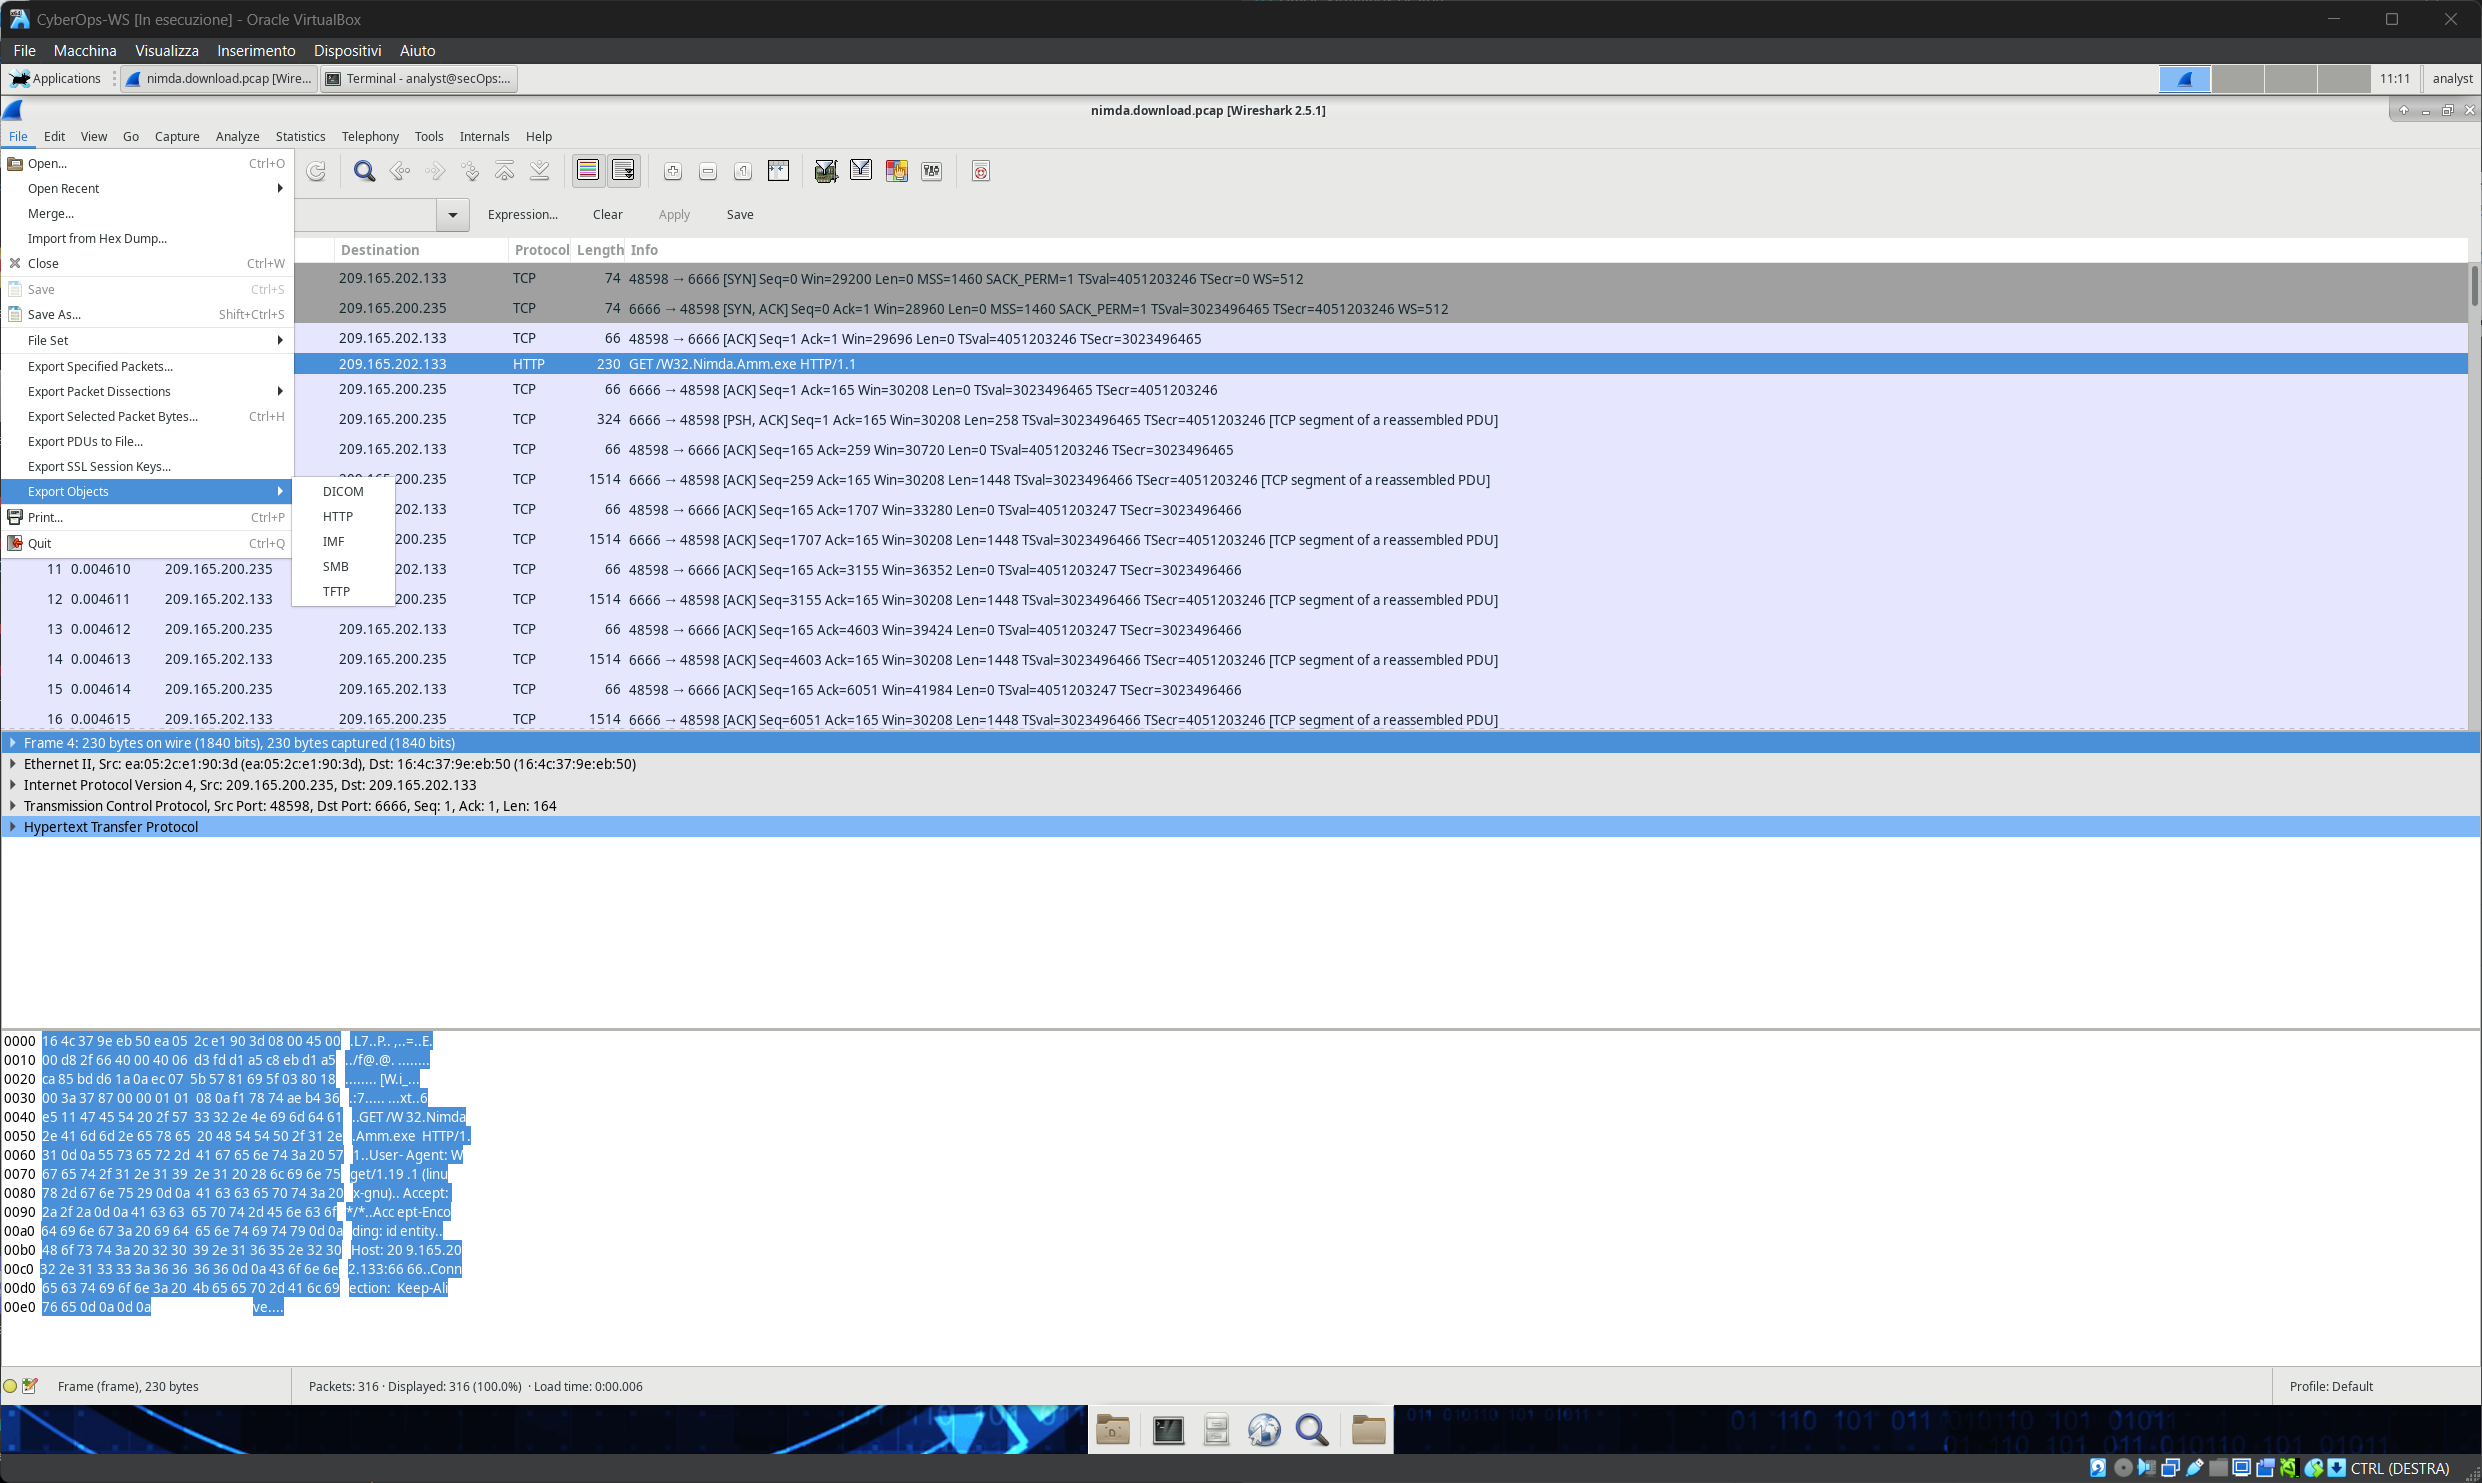 CyberOps-WS [In esecuzione] - Oracle VirtualBox
File Macchina Visualizza Inserimento Dispositivi Aiuto
Applications nimda.download.pcap [Wire... Terminal - analyst@secOps:... 11:11 analyst
nimda.download.pcap [Wireshark 2.5.1]
File Edit View Go Capture Analyze Statistics Telephony Tools Internals Help
Open... Ctrl+O
Open Recent
Merge...
Import from Hex Dump...
Close Ctrl+W
Save Ctrl+S
Save As... Shift+Ctrl+S
File Set
Export Specified Packets...
Export Packet Dissections
Export Selected Packet Bytes... Ctrl+H
Export PDUs to File...
Export SSL Session Keys...
Export Objects
Print... Ctrl+P
Quit Ctrl+Q
DICOM
HTTP
IMF
SMB
TFTP
Expression... Clear Apply Save
Destination Protocol Length Info
209.165.202.133 TCP 74 48598 → 6666 [SYN] Seq=0 Win=29200 Len=0 MSS=1460 SACK_PERM=1 TSval=4051203246 TSecr=0 WS=512
209.165.200.235 TCP 74 6666 → 48598 [SYN, ACK] Seq=0 Ack=1 Win=28960 Len=0 MSS=1460 SACK_PERM=1 TSval=3023496465 TSecr=4051203246 WS=512
209.165.202.133 TCP 66 48598 → 6666 [ACK] Seq=1 Ack=1 Win=29696 Len=0 TSval=4051203246 TSecr=3023496465
209.165.202.133 HTTP 230 GET /W32.Nimda.Amm.exe HTTP/1.1
209.165.200.235 TCP 66 6666 → 48598 [ACK] Seq=1 Ack=165 Win=30208 Len=0 TSval=3023496465 TSecr=4051203246
209.165.200.235 TCP 324 6666 → 48598 [PSH, ACK] Seq=1 Ack=165 Win=30208 Len=258 TSval=3023496465 TSecr=4051203246 [TCP segment of a reassembled PDU]
209.165.202.133 TCP 66 48598 → 6666 [ACK] Seq=165 Ack=259 Win=30720 Len=0 TSval=4051203246 TSecr=3023496465
200.235 TCP 1514 6666 → 48598 [ACK] Seq=259 Ack=165 Win=30208 Len=1448 TSval=3023496466 TSecr=4051203246 [TCP segment of a reassembled PDU]
202.133 TCP 66 48598 → 6666 [ACK] Seq=165 Ack=1707 Win=33280 Len=0 TSval=4051203247 TSecr=3023496466
200.235 TCP 1514 6666 → 48598 [ACK] Seq=1707 Ack=165 Win=30208 Len=1448 TSval=3023496466 TSecr=4051203246 [TCP segment of a reassembled PDU]
11 0.004610 209.165.200.235 202.133 TCP 66 48598 → 6666 [ACK] Seq=165 Ack=3155 Win=36352 Len=0 TSval=4051203247 TSecr=3023496466
12 0.004611 209.165.202.133 200.235 TCP 1514 6666 → 48598 [ACK] Seq=3155 Ack=165 Win=30208 Len=1448 TSval=3023496466 TSecr=4051203246 [TCP segment of a reassembled PDU]
13 0.004612 209.165.200.235 209.165.202.133 TCP 66 48598 → 6666 [ACK] Seq=165 Ack=4603 Win=39424 Len=0 TSval=4051203247 TSecr=3023496466
14 0.004613 209.165.202.133 209.165.200.235 TCP 1514 6666 → 48598 [ACK] Seq=4603 Ack=165 Win=30208 Len=1448 TSval=3023496466 TSecr=4051203246 [TCP segment of a reassembled PDU]
15 0.004614 209.165.200.235 209.165.202.133 TCP 66 48598 → 6666 [ACK] Seq=165 Ack=6051 Win=41984 Len=0 TSval=4051203247 TSecr=3023496466
16 0.004615 209.165.202.133 209.165.200.235 TCP 1514 6666 → 48598 [ACK] Seq=6051 Ack=165 Win=30208 Len=1448 TSval=3023496466 TSecr=4051203246 [TCP segment of a reassembled PDU]
Frame 4: 230 bytes on wire (1840 bits), 230 bytes captured (1840 bits)
Ethernet II, Src: ea:05:2c:e1:90:3d (ea:05:2c:e1:90:3d), Dst: 16:4c:37:9e:eb:50 (16:4c:37:9e:eb:50)
Internet Protocol Version 4, Src: 209.165.200.235, Dst: 209.165.202.133
Transmission Control Protocol, Src Port: 48598, Dst Port: 6666, Seq: 1, Ack: 1, Len: 164
Hypertext Transfer Protocol
0000 16 4c 37 9e eb 50 ea 05 2c e1 90 3d 08 00 45 00 .L7..P.. ,..=..E.
0010 00 d8 2f 66 40 00 40 06 d3 fd d1 a5 c8 eb d1 a5 ../f@.@. ........
0020 ca 85 bd d6 1a 0a ec 07 5b 57 81 69 5f 03 80 18 ........ [W.i_...
0030 00 3a 37 87 00 00 01 01 08 0a f1 78 74 ae b4 36 .:7..... ...xt..6
0040 e5 11 47 45 54 20 2f 57 33 32 2e 4e 69 6d 64 61 ..GET /W 32.Nimda
0050 2e 41 6d 6d 2e 65 78 65 20 48 54 54 50 2f 31 2e .Amm.exe HTTP/1.
0060 31 0d 0a 55 73 65 72 2d 41 67 65 6e 74 3a 20 57 1..User- Agent: W
0070 67 65 74 2f 31 2e 31 39 2e 31 20 28 6c 69 6e 75 get/1.19 .1 (linu
0080 78 2d 67 6e 75 29 0d 0a 41 63 63 65 70 74 3a 20 x-gnu).. Accept:
0090 2a 2f 2a 0d 0a 41 63 63 65 70 74 2d 45 6e 63 6f */*..Acc ept-Enco
00a0 64 69 6e 67 3a 20 69 64 65 6e 74 69 74 79 0d 0a ding: id entity..
00b0 48 6f 73 74 3a 20 32 30 39 2e 31 36 35 2e 32 30 Host: 20 9.165.20
00c0 32 2e 31 33 33 3a 36 36 36 36 0d 0a 43 6f 6e 6e 2.133:66 66..Conn
00d0 65 63 74 69 6f 6e 3a 20 4b 65 65 70 2d 41 6c 69 ection: Keep-Ali
00e0 76 65 0d 0a 0d 0a ve....
Frame (frame), 230 bytes Packets: 316 · Displayed: 316 (100.0%) · Load time: 0:00.006 Profile: Default
CTRL (DESTRA)